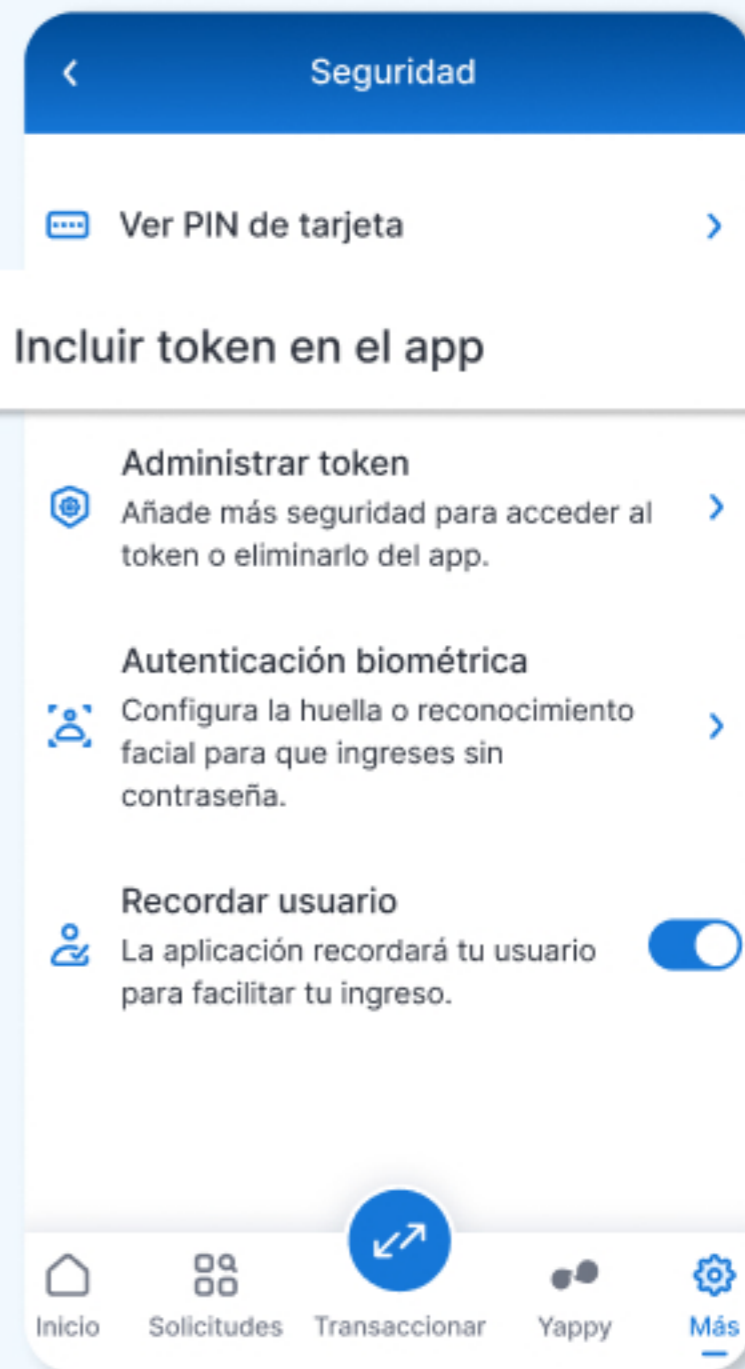 Seguridad
Ver PIN de tarjeta
Incluir token en el app
Administrar token
Añade más seguridad para acceder al
token o eliminarlo del app.
Autenticación biométrica
Configura la huella o reconocimiento
facial para que ingreses sin
contraseña.
Recordar usuario
La aplicación recordará tu usuario
para facilitar tu ingreso.
Inicio
Solicitudes
Transaccionar
Yappy
Más